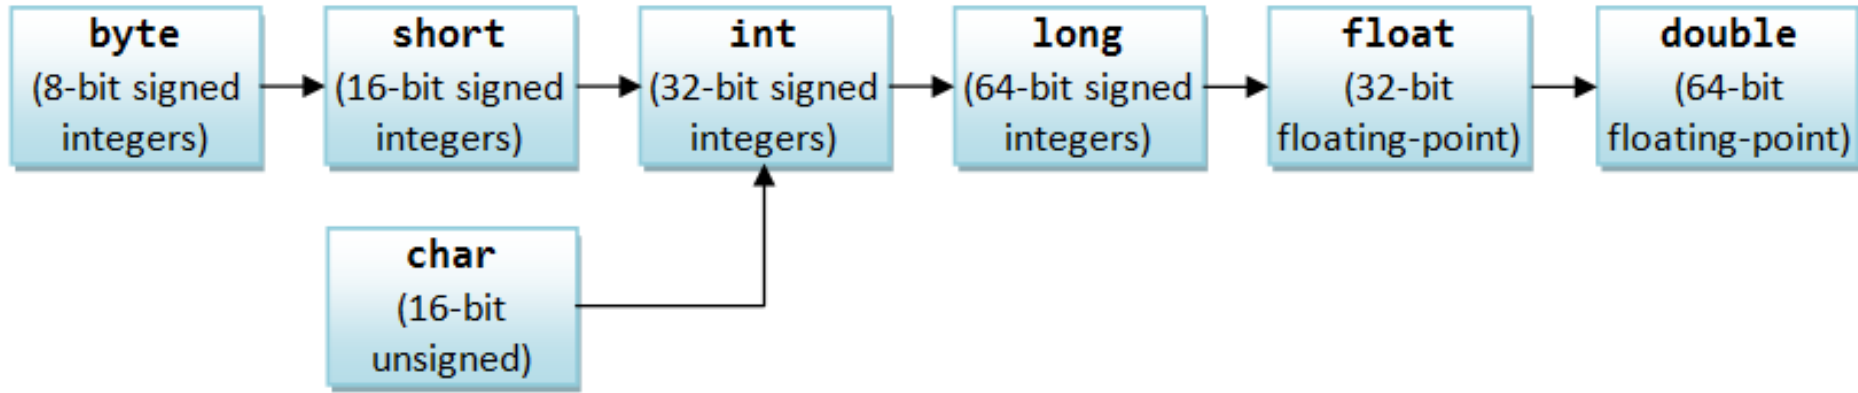 byte
(8-bit signed
integers)
short
(16-bit signed
integers)
int
(32-bit signed
integers)
long
(64-bit signed
integers)
float
(32-bit
floating-point)
double
(64-bit
floating-point)
char
(16-bit
unsigned)